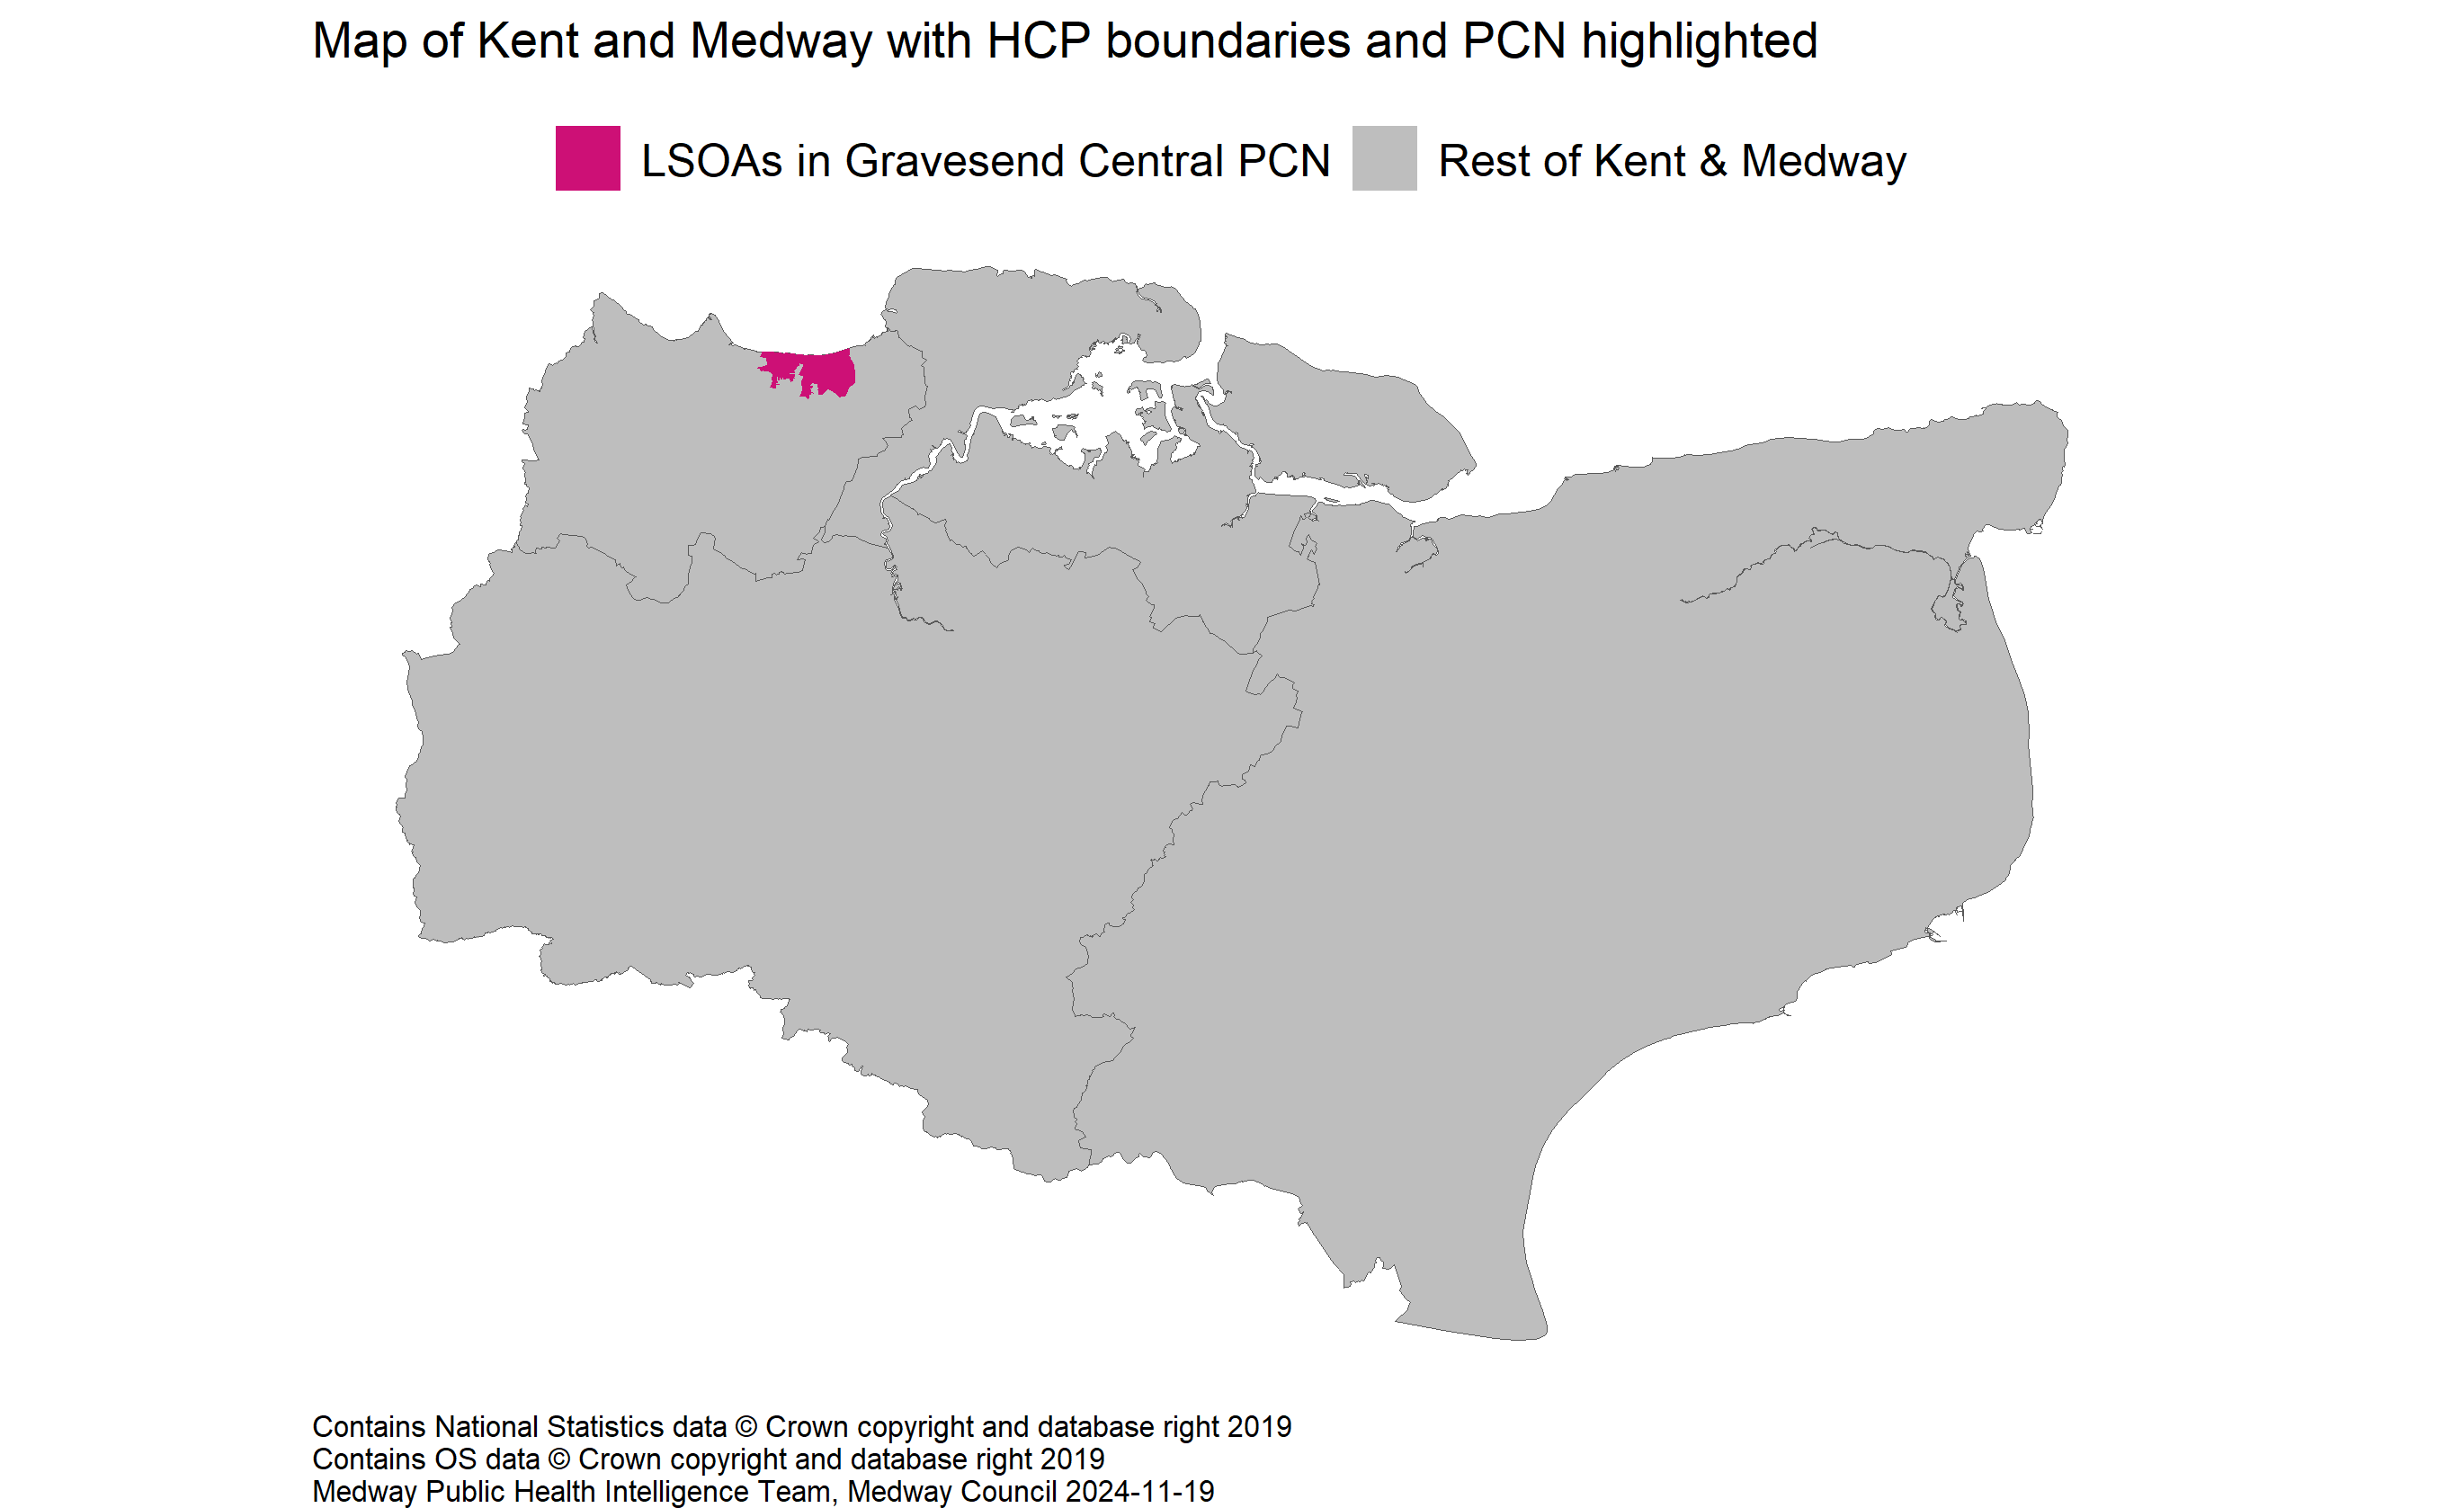 Map of Kent and Medway with HCP boundaries and PCN highlighted
LSOAs in Gravesend Central PCN Rest of Kent & Medway
Contains National Statistics data © Crown copyright and database right 2019
Contains OS data © Crown copyright and database right 2019
Medway Public Health Intelligence Team, Medway Council 2024-11-19